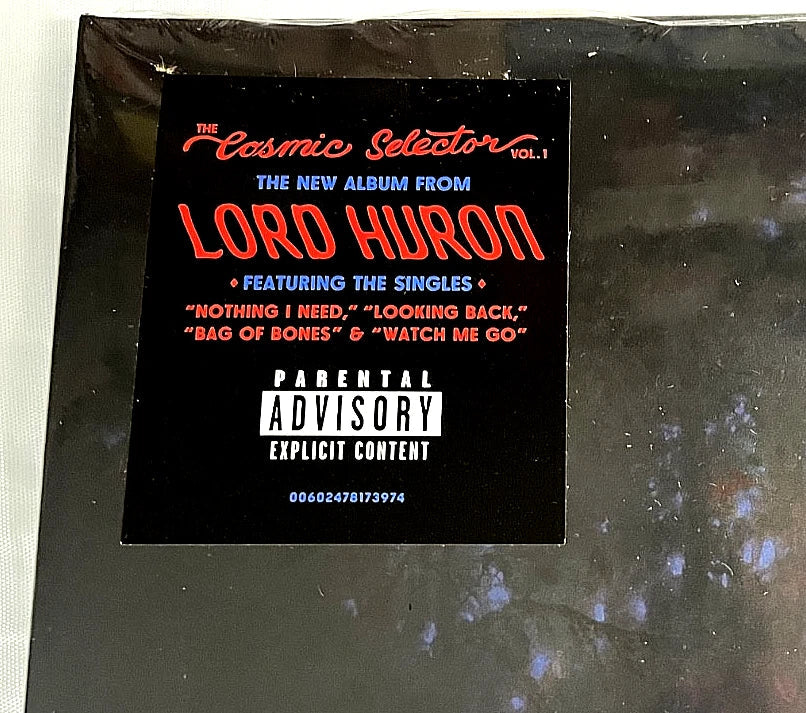 THE Cosmic Selector VOL. 1
THE NEW ALBUM FROM
LORD HURON
♦ FEATURING THE SINGLES ♦
"NOTHING I NEED," "LOOKING BACK,"
"BAG OF BONES" & "WATCH ME GO"
PARENTAL
ADVISORY
EXPLICIT CONTENT
00602478173974